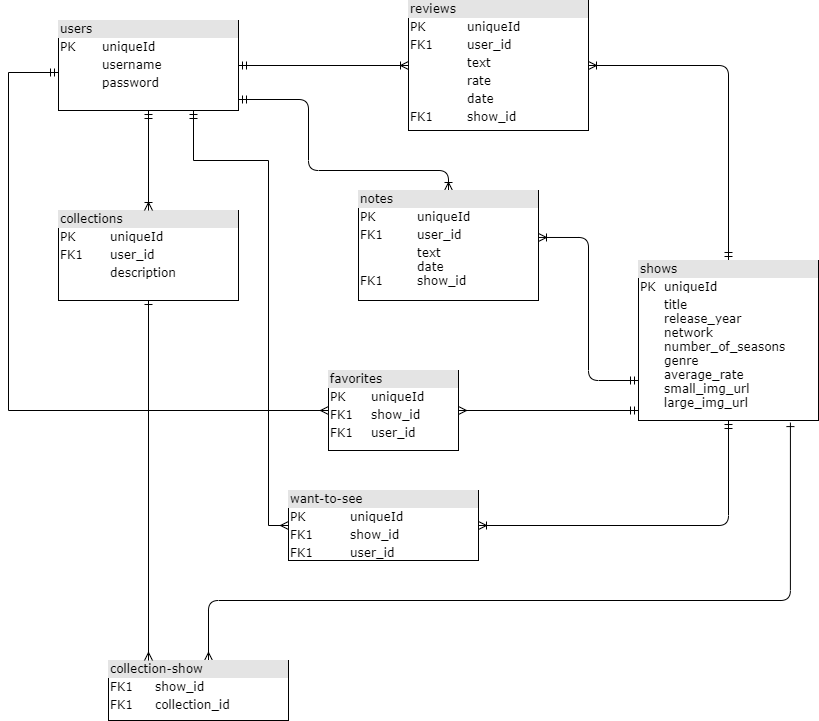 reviews
PK uniqueId
FK1 user_id
text
rate
date
FK1 show_id
users
PK uniqueId
username
password
notes
PK uniqueId
FK1 user_id
text
date
FK1 show_id
collections
PK uniqueId
FK1 user_id
description
shows
PK uniqueId
title
release_year
network
number_of_seasons
genre
average_rate
small_img_url
large_img_url
favorites
PK uniqueId
FK1 show_id
FK1 user_id
want-to-see
PK uniqueId
FK1 show_id
FK1 user_id
collection-show
FK1 show_id
FK1 collection_id